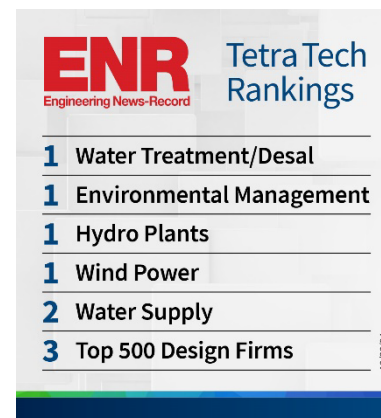 ENR
Engineering News-Record
Tetra Tech
Rankings
1 Water Treatment/Desal
1 Environmental Management
1 Hydro Plants
1 Wind Power
2 Water Supply
3 Top 500 Design Firms